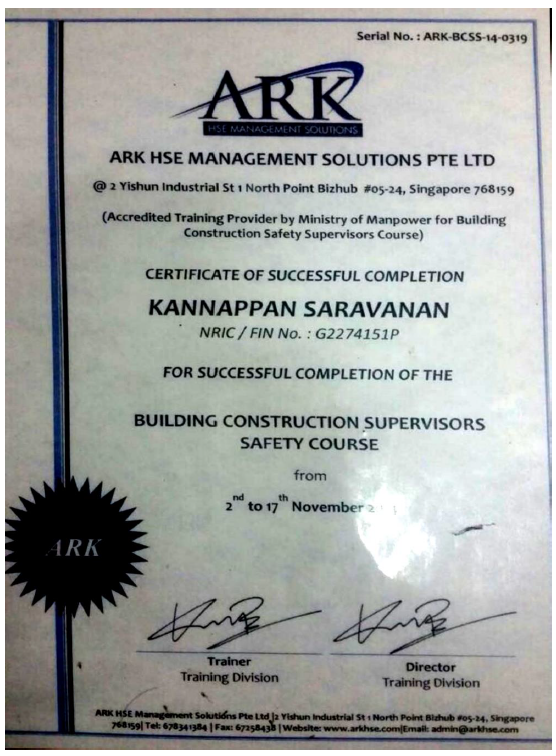 Serial No. : ARK-BCSS-14-0319
ARK
HSE MANAGEMENT SOLUTIONS
ARK HSE MANAGEMENT SOLUTIONS PTE LTD
@ 2 Yishun Industrial St 1 North Point Bizhub #05-24, Singapore 768159
(Accredited Training Provider by Ministry of Manpower for Building
Construction Safety Supervisors Course)
CERTIFICATE OF SUCCESSFUL COMPLETION
KANNAPPAN SARAVANAN
NRIC / FIN No. : G2274151P
FOR SUCCESSFUL COMPLETION OF THE
BUILDING CONSTRUCTION SUPERVISORS
SAFETY COURSE
from
2nd to 17th November
ARK
Trainer
Training Division
Director
Training Division
ARK HSE Management Solutions Pte Ltd |2 Yishun Industrial St 1 North Point Bizhub #05-24, Singapore
768159| Tel: 678341384 | Fax: 67258438 |Website: www.arkhse.com|Email: admin@arkhse.com